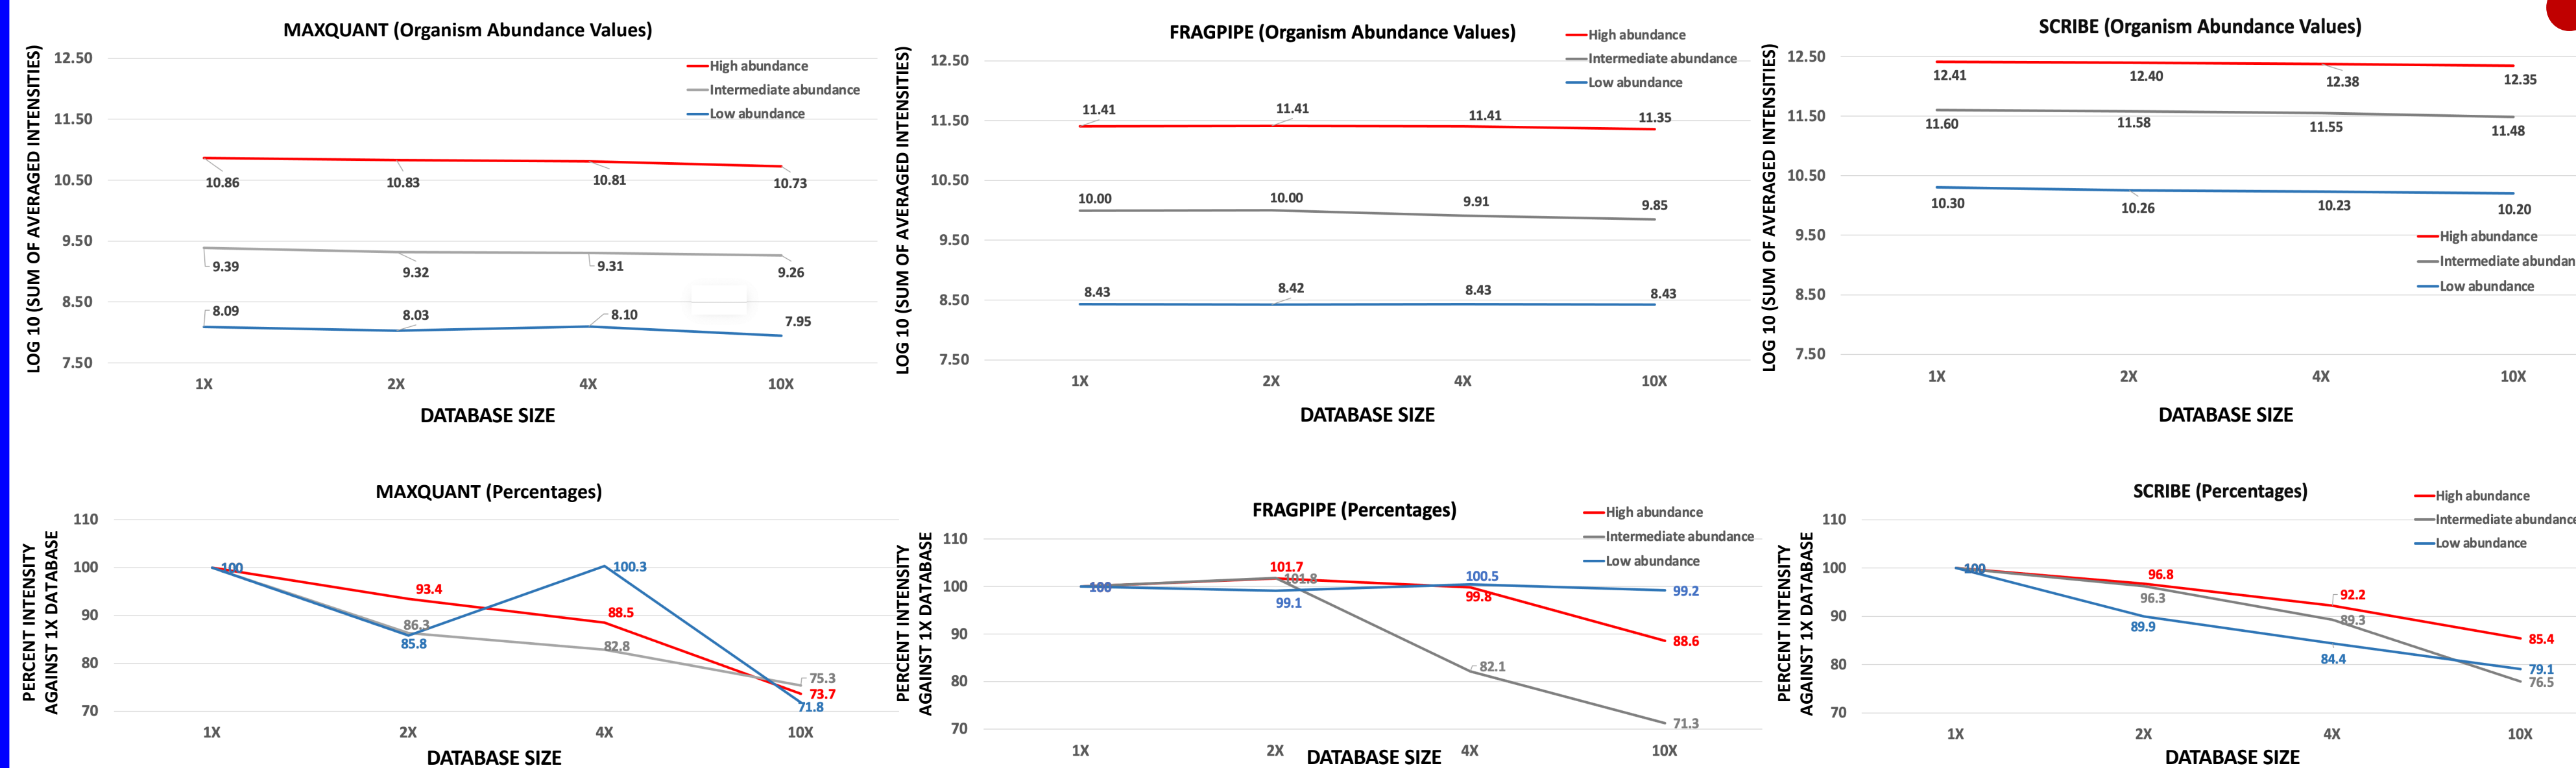 MAXQUANT (Organism Abundance Values)
LOG 10 (SUM OF AVERAGED INTENSITIES)
12.50
11.50
10.50
9.50
8.50
7.50
High abundance
Intermediate abundance
Low abundance
10.86
10.83
10.81
10.73
9.39
9.32
9.31
9.26
8.09
8.03
8.10
7.95
1X
2X
4X
10X
DATABASE SIZE
FRAGPIPE (Organism Abundance Values)
LOG 10 (SUM OF AVERAGED INTENSITIES)
12.50
11.50
10.50
9.50
8.50
7.50
High abundance
Intermediate abundance
Low abundance
11.41
11.41
11.41
11.35
10.00
10.00
9.91
9.85
8.43
8.42
8.43
8.43
1X
2X
4X
10X
DATABASE SIZE
SCRIBE (Organism Abundance Values)
LOG 10 (SUM OF AVERAGED INTENSITIES)
12.50
11.50
10.50
9.50
8.50
7.50
12.41
12.40
12.38
12.35
11.60
11.58
11.55
11.48
10.30
10.26
10.23
10.20
High abundance
Intermediate abundan
Low abundance
1X
2X
4X
10X
DATABASE SIZE
MAXQUANT (Percentages)
PERCENT INTENSITY
AGAINST 1X DATABASE
110
100
90
80
70
100
93.4
86.3
85.8
100.3
88.5
82.8
75.3
73.7
71.8
1X
2X
4X
10X
DATABASE SIZE
FRAGPIPE (Percentages)
PERCENT INTENSITY
AGAINST 1X DATABASE
110
100
90
80
70
High abundance
Intermediate abundance
Low abundance
100
101.7
101.8
99.1
100.5
99.8
82.1
99.2
88.6
71.3
1X
2X
4X
10X
DATABASE SIZE
SCRIBE (Percentages)
PERCENT INTENSITY
AGAINST 1X DATABASE
110
100
90
80
70
High abundance
Intermediate abundance
Low abundance
100
96.8
96.3
89.9
92.2
89.3
84.4
85.4
79.1
76.5
1X
2X
4X
10X
DATABASE SIZE